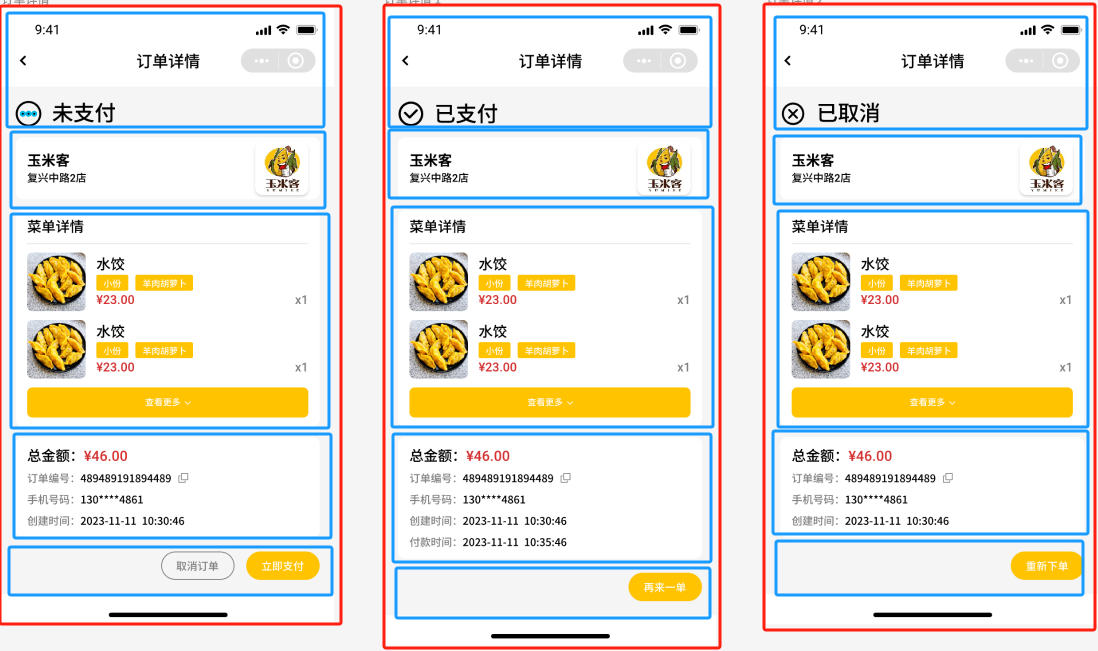 9:41
订单详情
未支付
玉米客
复兴中路2店
玉米客
YUMIKE
菜单详情
水饺
小份 羊肉胡萝卜
¥23.00 x1
水饺
小份 羊肉胡萝卜
¥23.00 x1
查看更多
总金额：¥46.00
订单编号：489489191894489
手机号码：130****4861
创建时间：2023-11-11 10:30:46
取消订单 立即支付
9:41
订单详情
已支付
玉米客
复兴中路2店
玉米客
YUMIKE
菜单详情
水饺
小份 羊肉胡萝卜
¥23.00 x1
水饺
小份 羊肉胡萝卜
¥23.00 x1
查看更多
总金额：¥46.00
订单编号：489489191894489
手机号码：130****4861
创建时间：2023-11-11 10:30:46
付款时间：2023-11-11 10:35:46
再来一单
9:41
订单详情
已取消
玉米客
复兴中路2店
玉米客
YUMIKE
菜单详情
水饺
小份 羊肉胡萝卜
¥23.00 x1
水饺
小份 羊肉胡萝卜
¥23.00 x1
查看更多
总金额：¥46.00
订单编号：489489191894489
手机号码：130****4861
创建时间：2023-11-11 10:30:46
重新下单